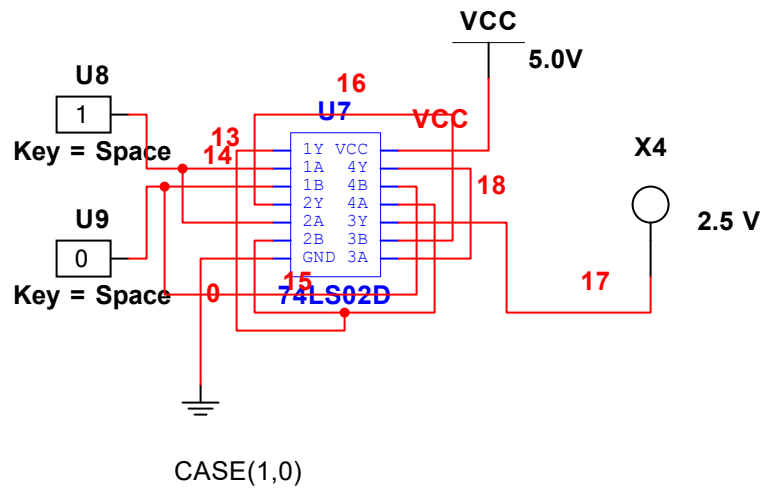 VCC
5.0V
16
U8
1
Key = Space
U7
VCC
13
14
1Y VCC
1A 4Y
1B 4B
2Y 4A
2A 3Y
2B 3B
GND 3A
74LS02D
18
X4
2.5 V
U9
0
Key = Space
0
15
17
CASE(1,0)